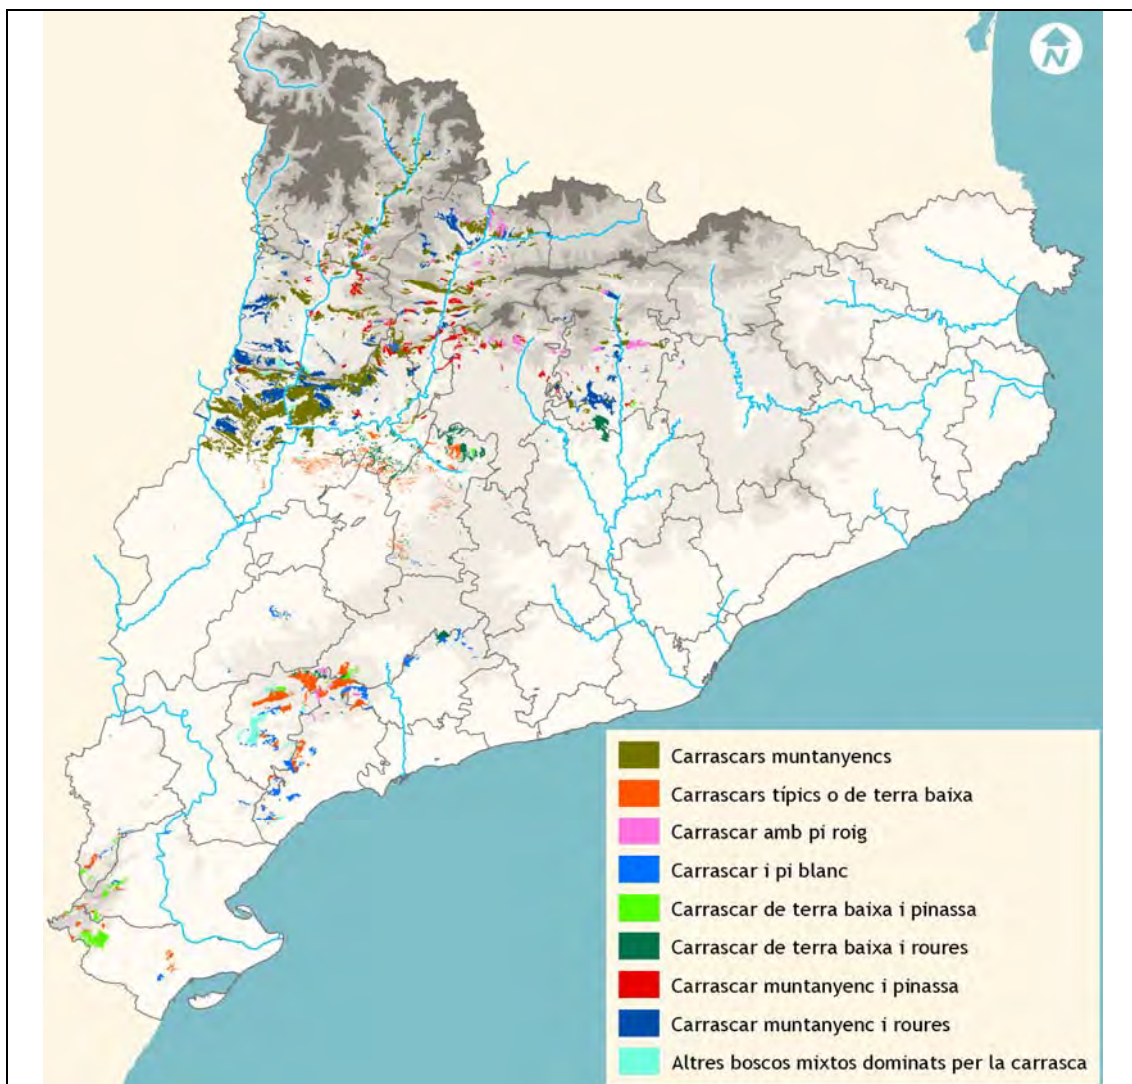 N
Carrascars muntanyencs
Carrascars típics o de terra baixa
Carrascar amb pi roig
Carrascar i pi blanc
Carrascar de terra baixa i pinassa
Carrascar de terra baixa i roures
Carrascar muntanyenc i pinassa
Carrascar muntanyenc i roures
Altres boscos mixtos dominats per la carrasca